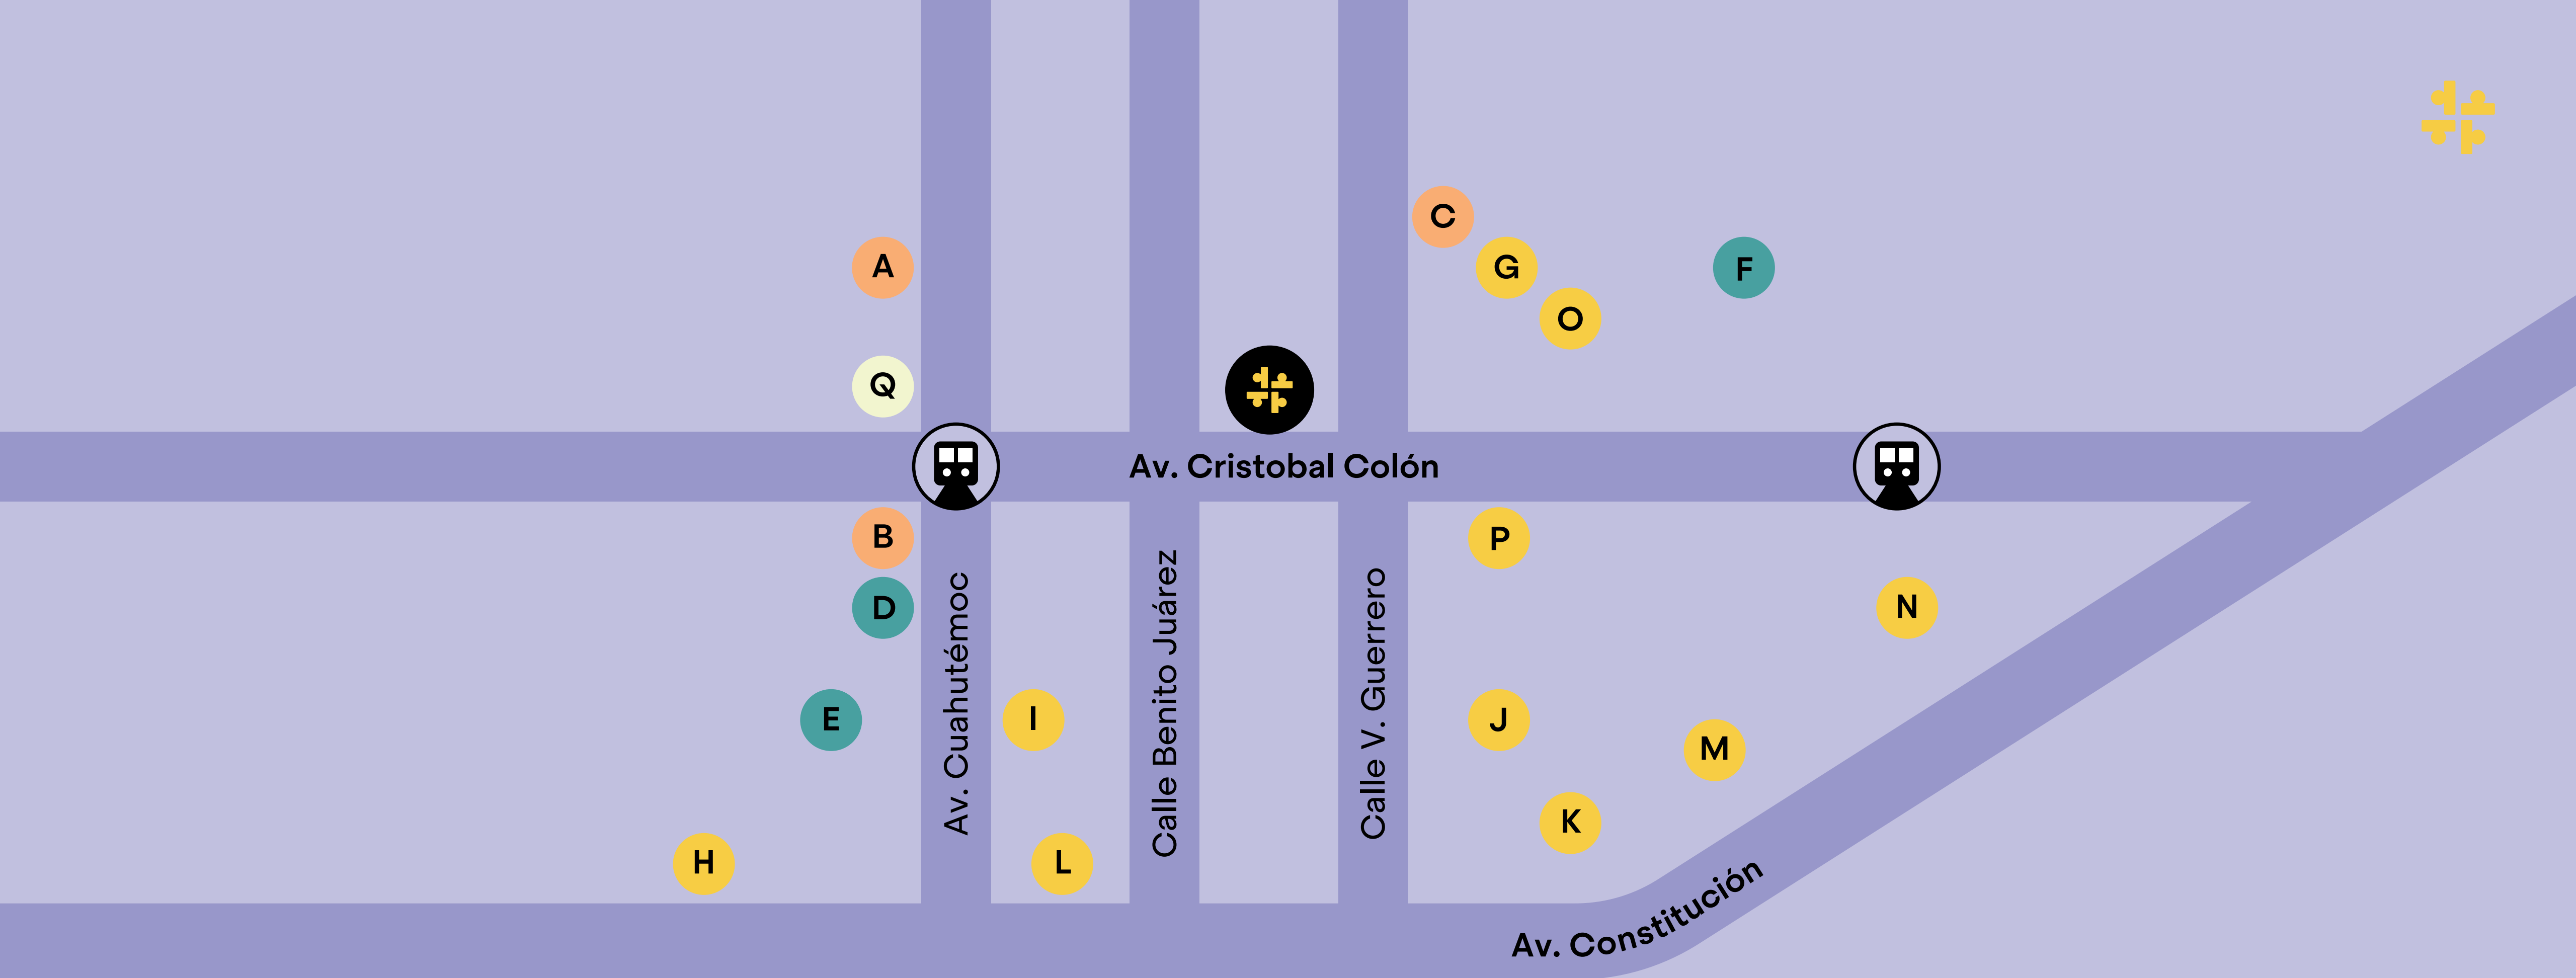 C
A
G
F
O
Q
Av. Cristobal Colón
B
P
D
N
Av. Cuahutémoc
Calle Benito Juárez
Calle V. Guerrero
E
I
J
M
K
H
L
Av. Constitución